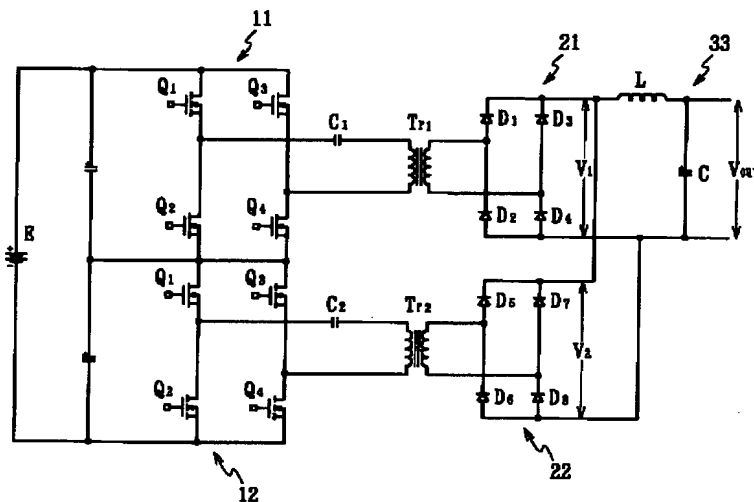 11
21
33
Q1
Q3
C1
Tr1
D1
D3
L
V1
C
Vout
Q2
Q4
D2
D4
E
Q1
Q3
C2
Tr2
D5
D7
V2
Q2
Q4
D6
D8
12
22